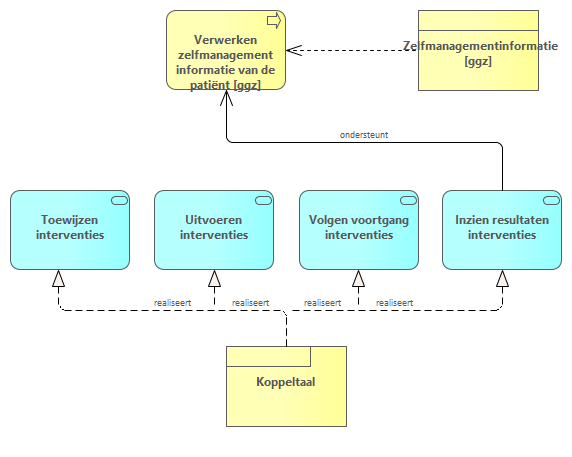 Verwerken
zelfmanagement
informatie van de
patiënt [ggz]
Zelfmanagementinformatie
[ggz]
ondersteunt
Toewijzen
interventies
Uitvoeren
interventies
Volgen voortgang
interventies
Inzien resultaten
interventies
realiseert
realiseert
realiseert
realiseert
Koppeltaal